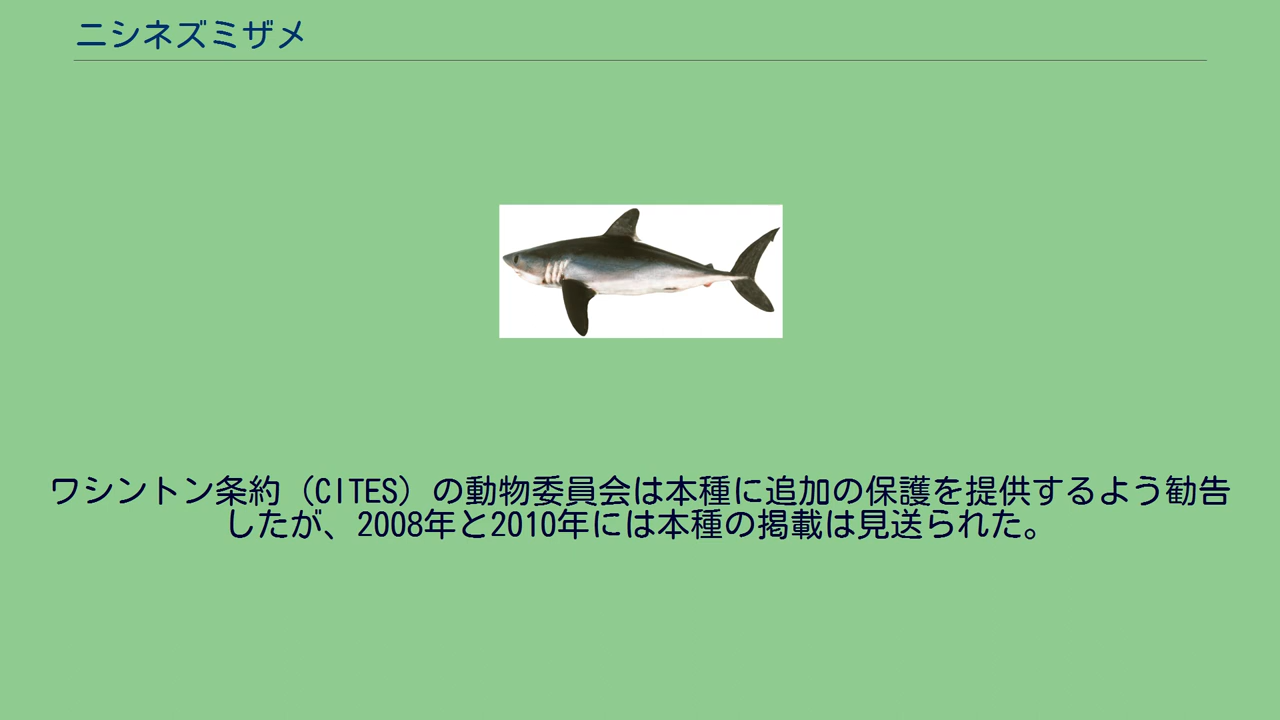 ニシネズミザメ
ワシントン条約（CITES）の動物委員会は本種に追加の保護を提供するよう勧告
したが、2008年と2010年には本種の掲載は見送られた。